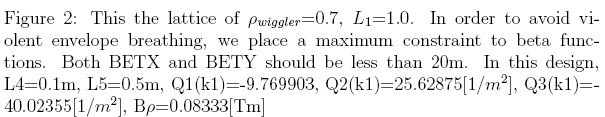 Figure 2: This the lattice of ρwiggler=0.7, L1=1.0. In order to avoid vi-
olent envelope breathing, we place a maximum constraint to beta func-
tions. Both BETX and BETY should be less than 20m. In this design,
L4=0.1m, L5=0.5m, Q1(k1)=-9.769903, Q2(k1)=25.62875[1/m²], Q3(k1)=-
40.02355[1/m²], Bρ=0.08333[Tm]